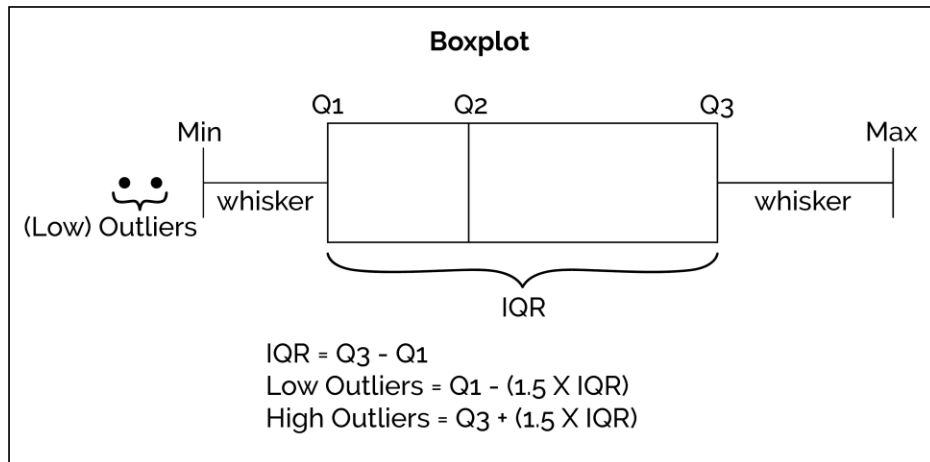 Boxplot
Q1
Q2
Q3
Min
Max
whisker
whisker
(Low) Outliers
IQR
IQR = Q3 - Q1
Low Outliers = Q1 - (1.5 X IQR)
High Outliers = Q3 + (1.5 X IQR)